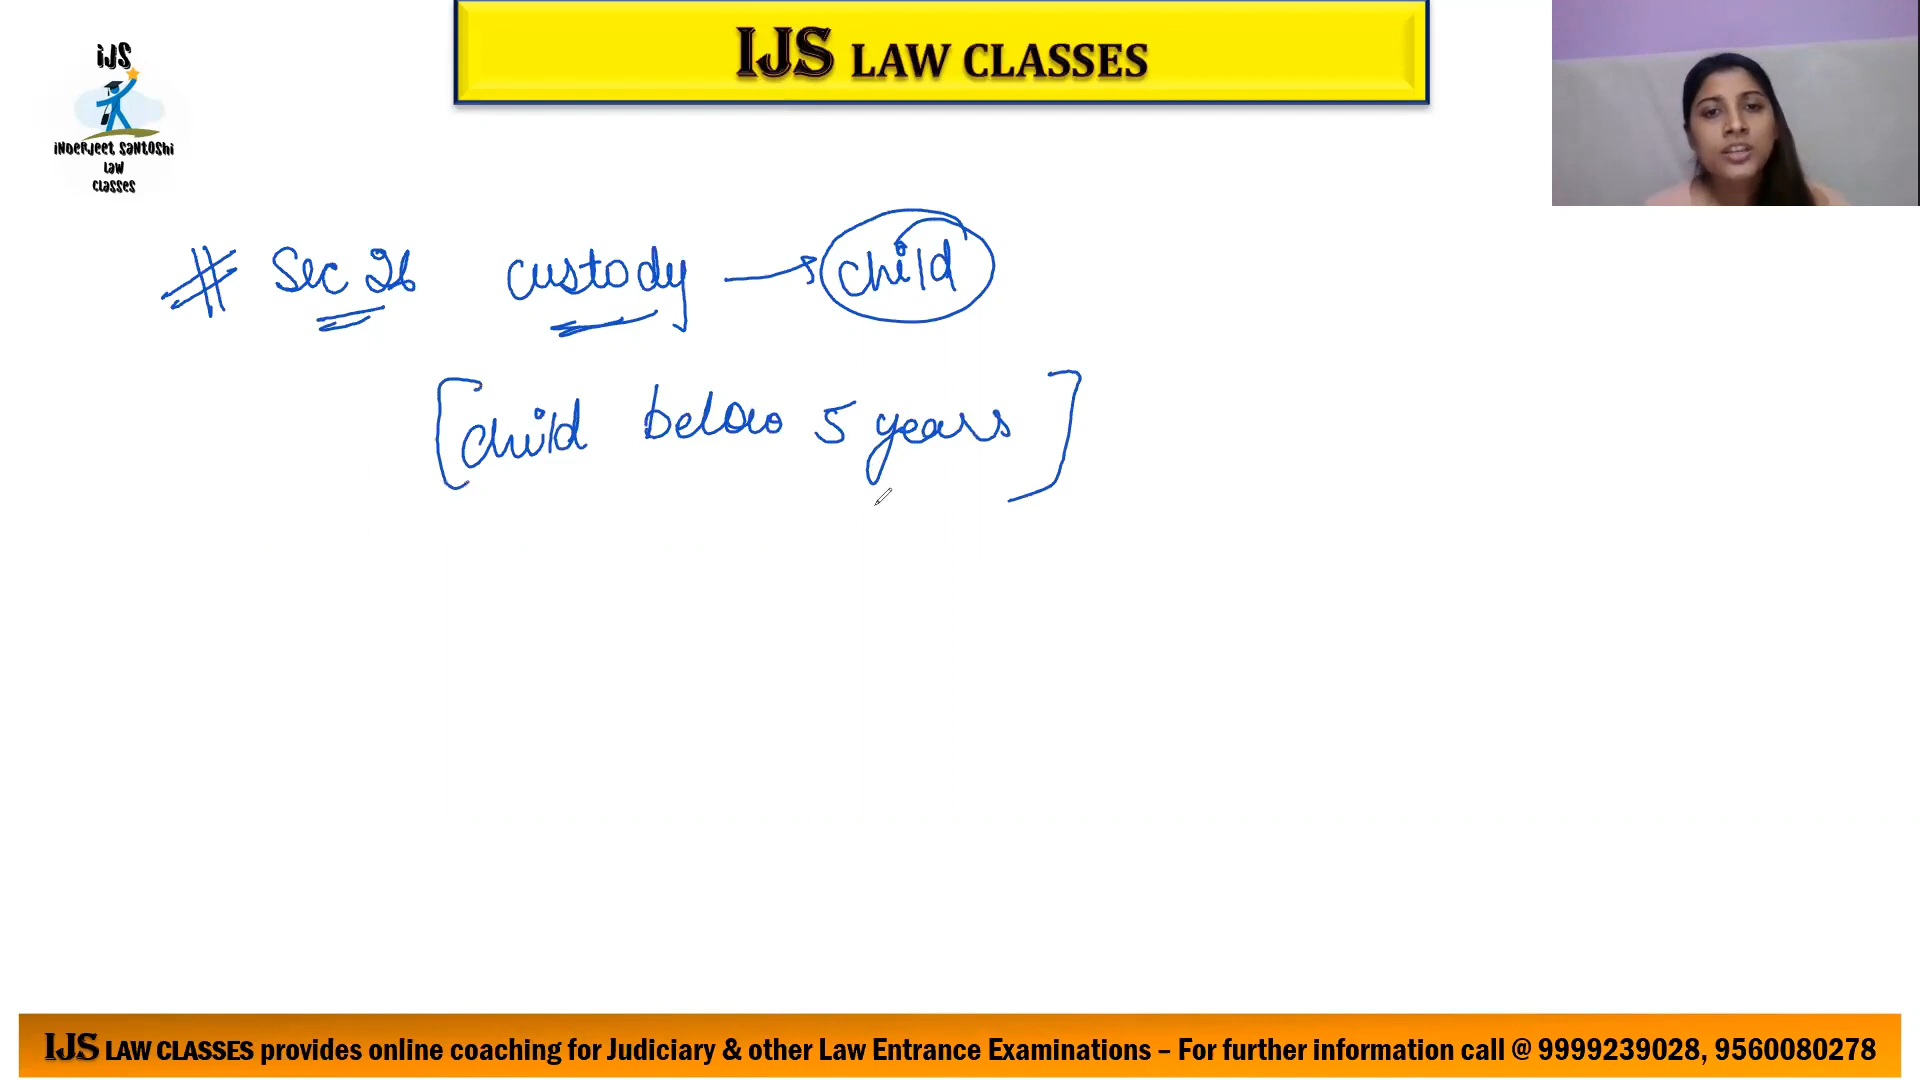 IJS LAW CLASSES
iJS
iNDERJEET SANTOSHI
LAW
CLASSES
# Sec 26 custody → child
[child below 5 years]
IJS LAW CLASSES provides online coaching for Judiciary & other Law Entrance Examinations – For further information call @ 9999239028, 9560080278